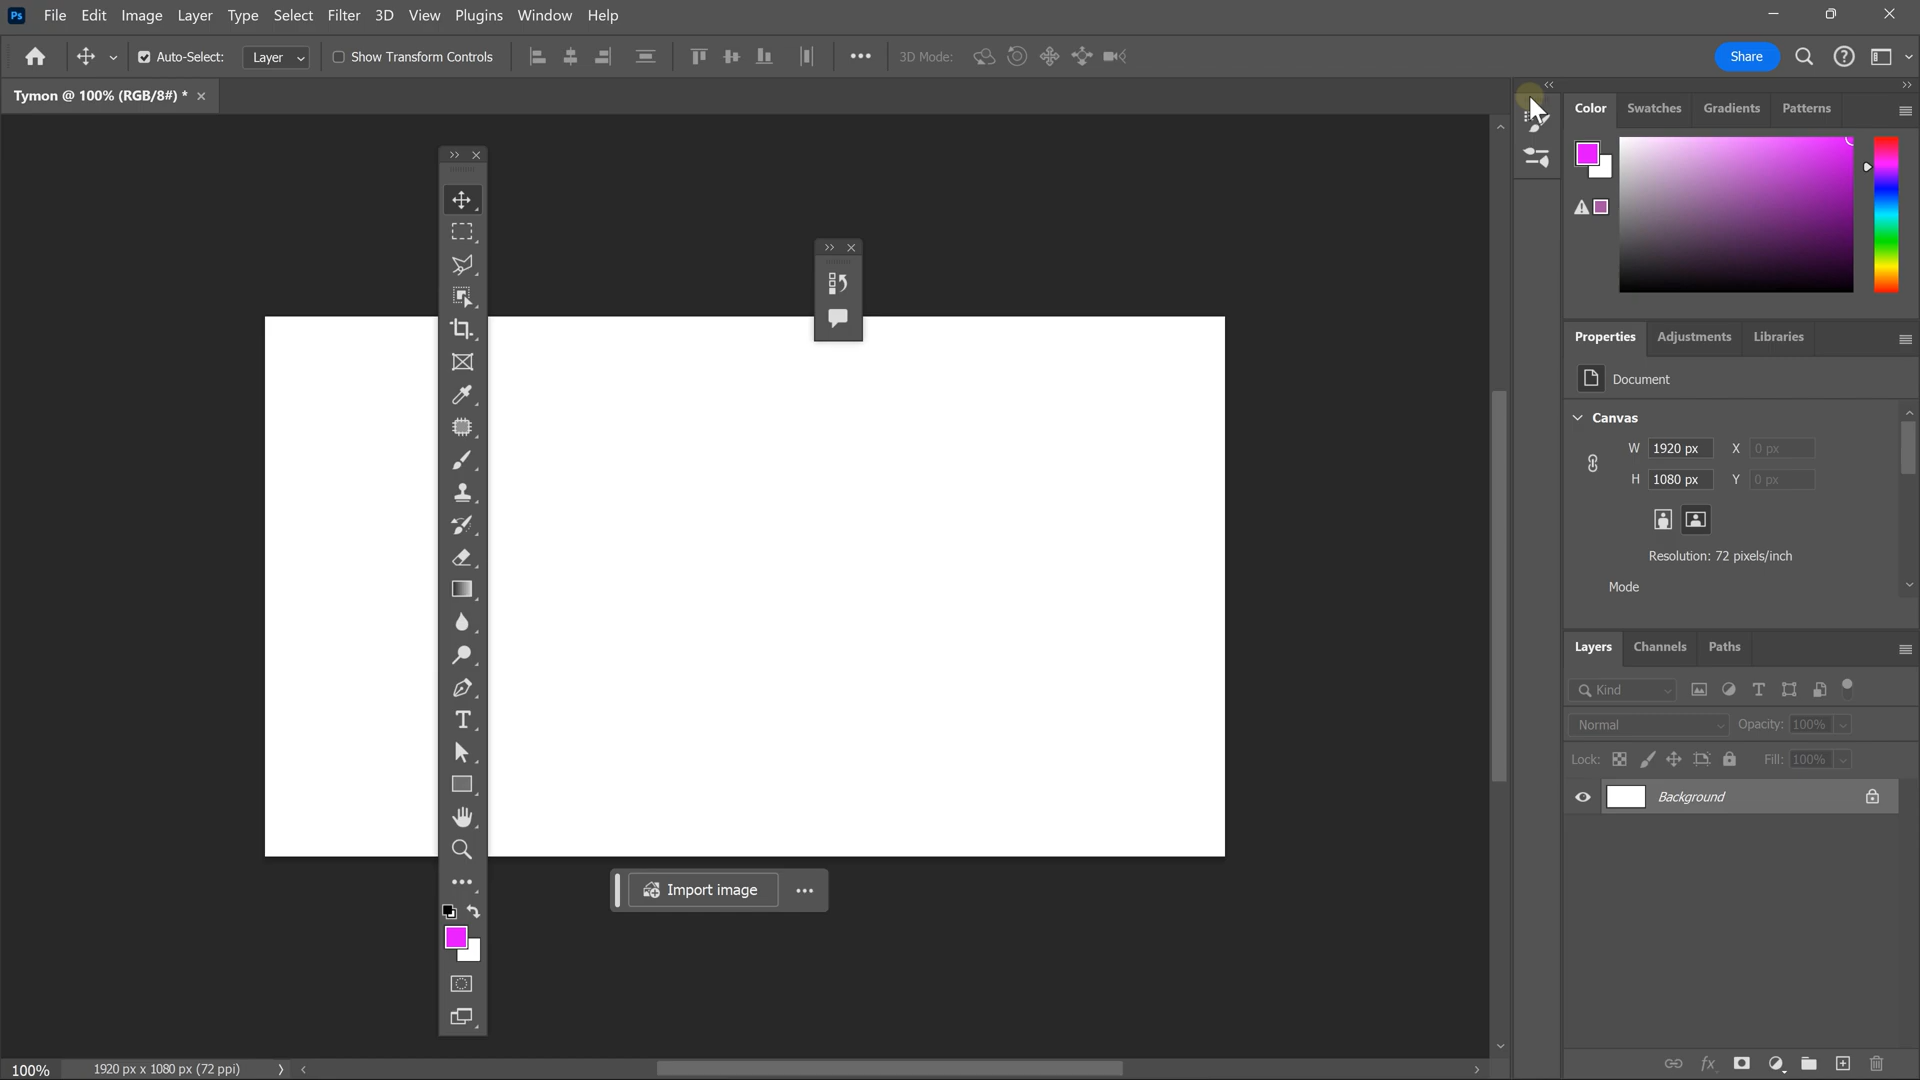 Ps File Edit Image Layer Type Select Filter 3D View Plugins Window Help
Auto-Select: Layer Show Transform Controls 3D Mode: Share
Tymon @ 100% (RGB/8#) *
Color Swatches Gradients Patterns
Properties Adjustments Libraries
Document
Canvas
W 1920 px X 0 px
H 1080 px Y 0 px
Resolution: 72 pixels/inch
Mode
Layers Channels Paths
Kind
Normal Opacity: 100%
Lock: Fill: 100%
Background
Import image
100% 1920 px x 1080 px (72 ppi)